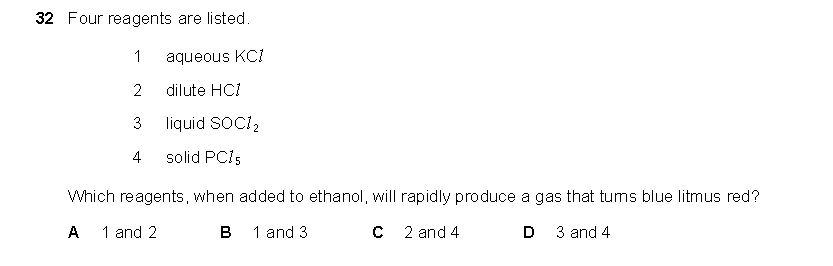 32 Four reagents are listed.
1 aqueous KCl
2 dilute HCl
3 liquid SOCl₂
4 solid PCl₅
Which reagents, when added to ethanol, will rapidly produce a gas that turns blue litmus red?
A 1 and 2 B 1 and 3 C 2 and 4 D 3 and 4